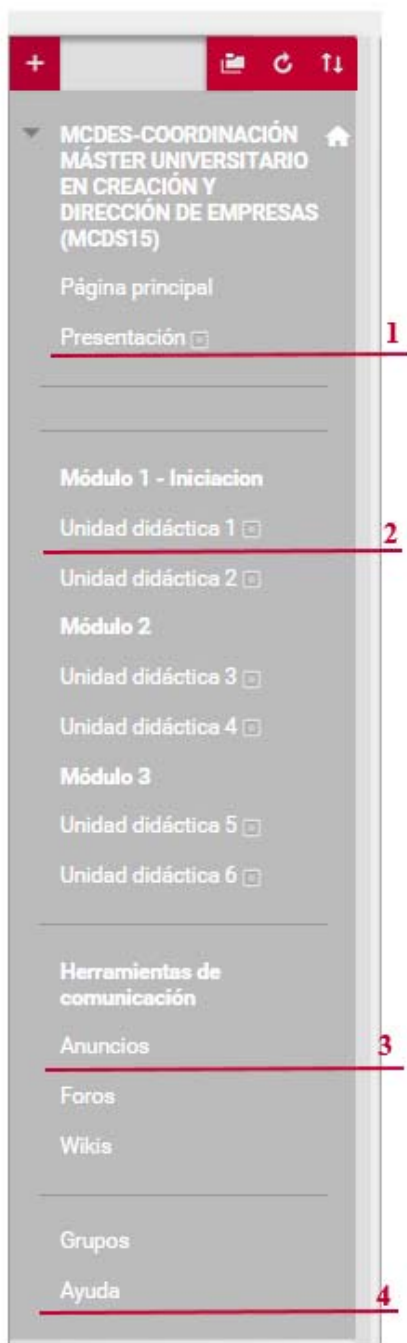 +
MCDES-COORDINACIÓN
MÁSTER UNIVERSITARIO
EN CREACIÓN Y
DIRECCIÓN DE EMPRESAS
(MCDS15)
Página principal
Presentación
1
Módulo 1 - Iniciacion
Unidad didáctica 1
2
Unidad didáctica 2
Módulo 2
Unidad didáctica 3
Unidad didáctica 4
Módulo 3
Unidad didáctica 5
Unidad didáctica 6
Herramientas de
comunicación
Anuncios
3
Foros
Wikis
Grupos
Ayuda
4